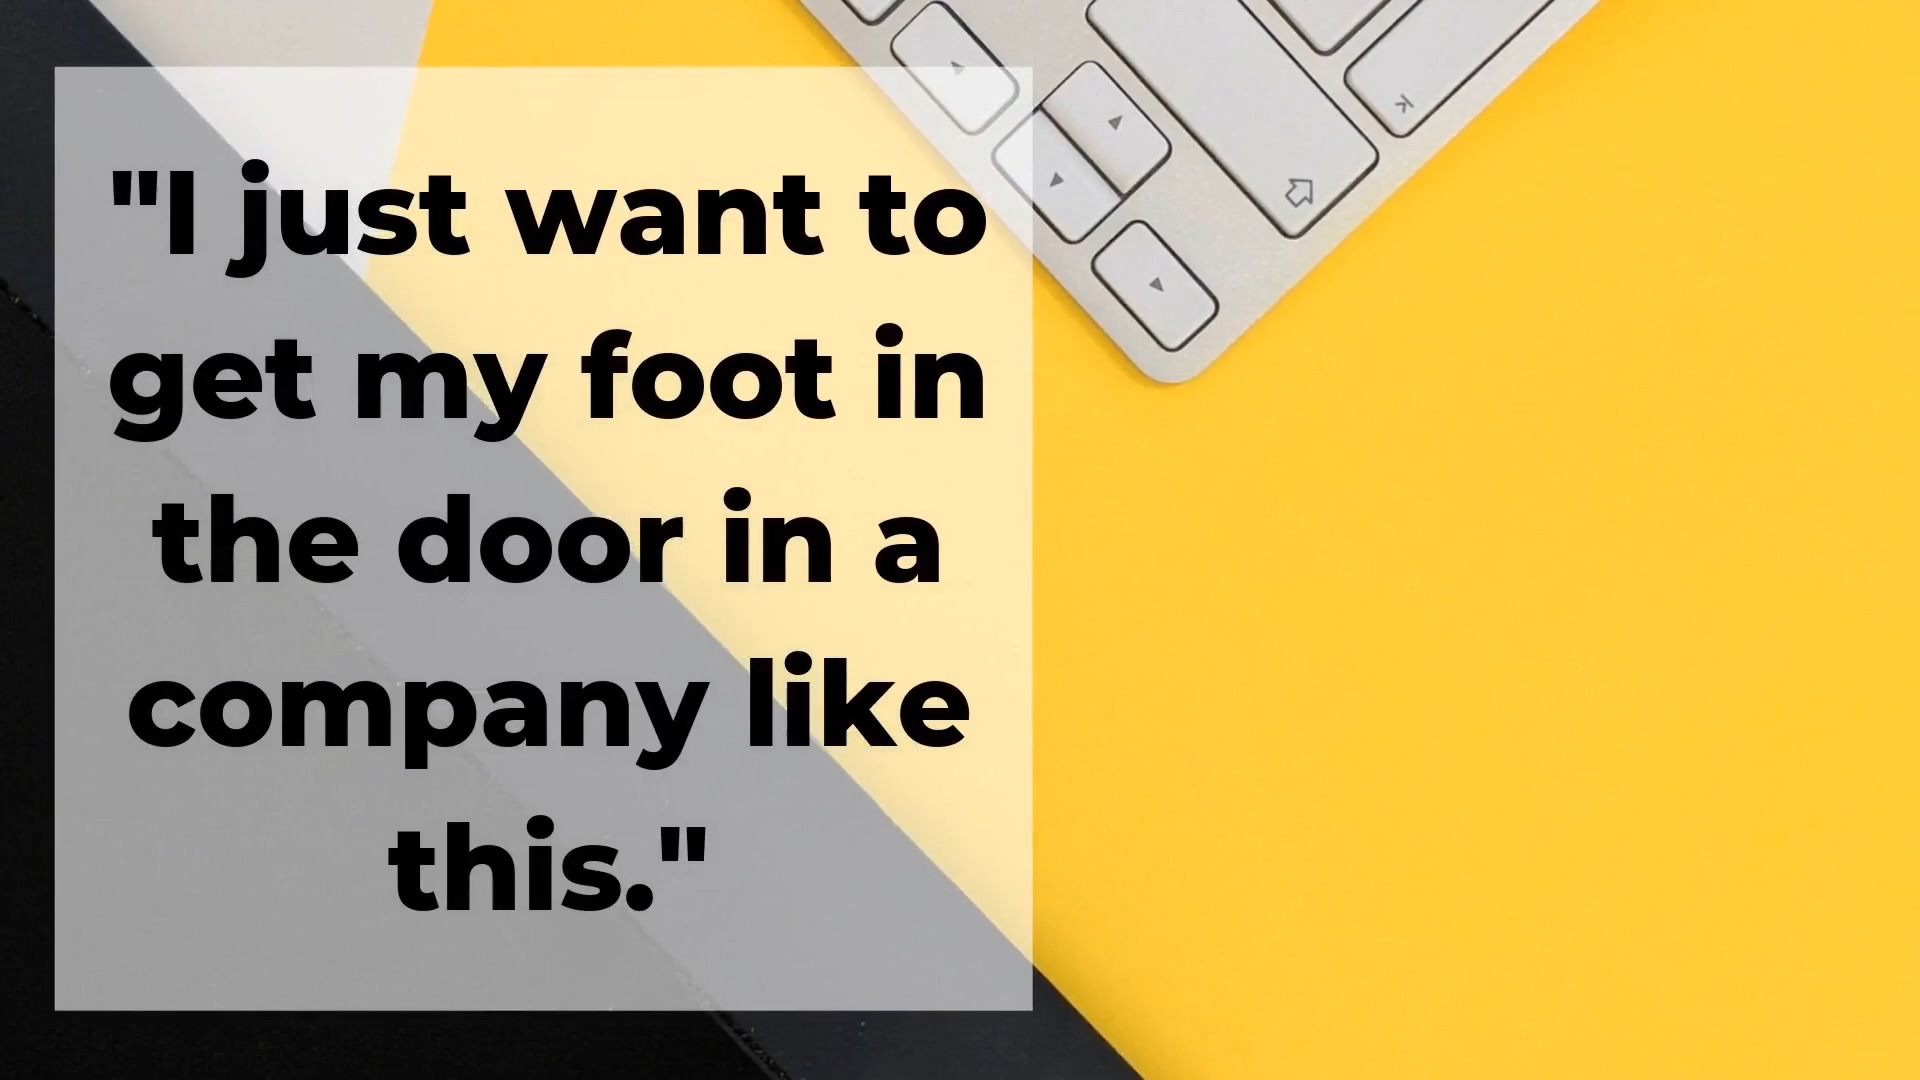 "I just want to
get my foot in
the door in a
company like
this."